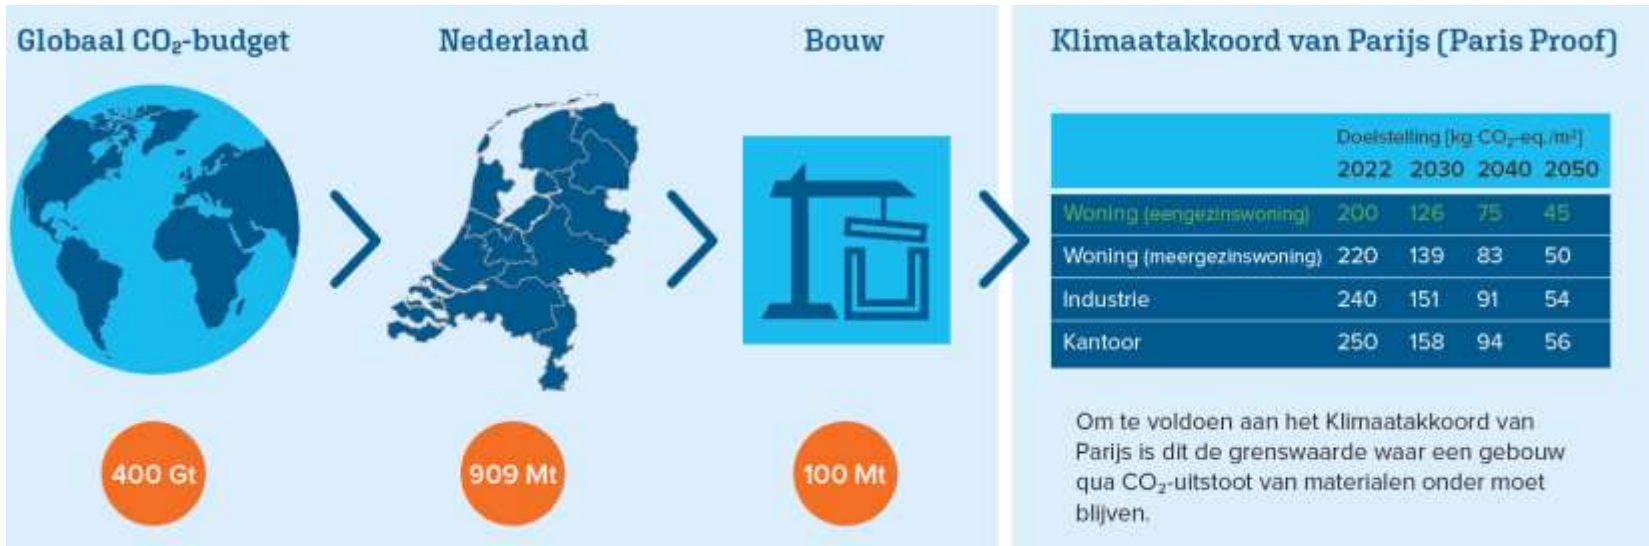 Globaal CO₂-budget
Nederland
Bouw
400 Gt
909 Mt
100 Mt
Klimaatakkoord van Parijs (Paris Proof)
Doelstelling [kg CO₂-eq./m²]
2022 2030 2040 2050
Woning (eengezinswoning) 200 126 75 45
Woning (meergezinswoning) 220 139 83 50
Industrie 240 151 91 54
Kantoor 250 158 94 56
Om te voldoen aan het Klimaatakkoord van
Parijs is dit de grenswaarde waar een gebouw
qua CO₂-uitstoot van materialen onder moet
blijven.